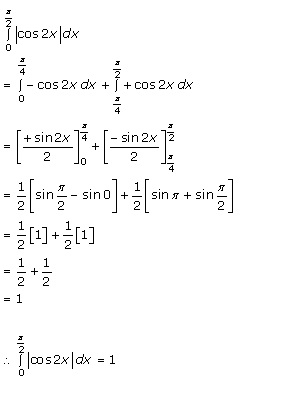 ∫₀^{π/2} |cos 2x| dx
= ∫₀^{π/4} − cos 2x dx + ∫_{π/4}^{π/2} + cos 2x dx
= [(+ sin 2x)/2]₀^{π/4} + [(− sin 2x)/2]_{π/4}^{π/2}
= 1/2 [sin π/2 − sin 0] + 1/2 [sin π + sin π/2]
= 1/2 [1] + 1/2 [1]
= 1/2 + 1/2
= 1
∴ ∫₀^{π/2} |cos 2x| dx = 1